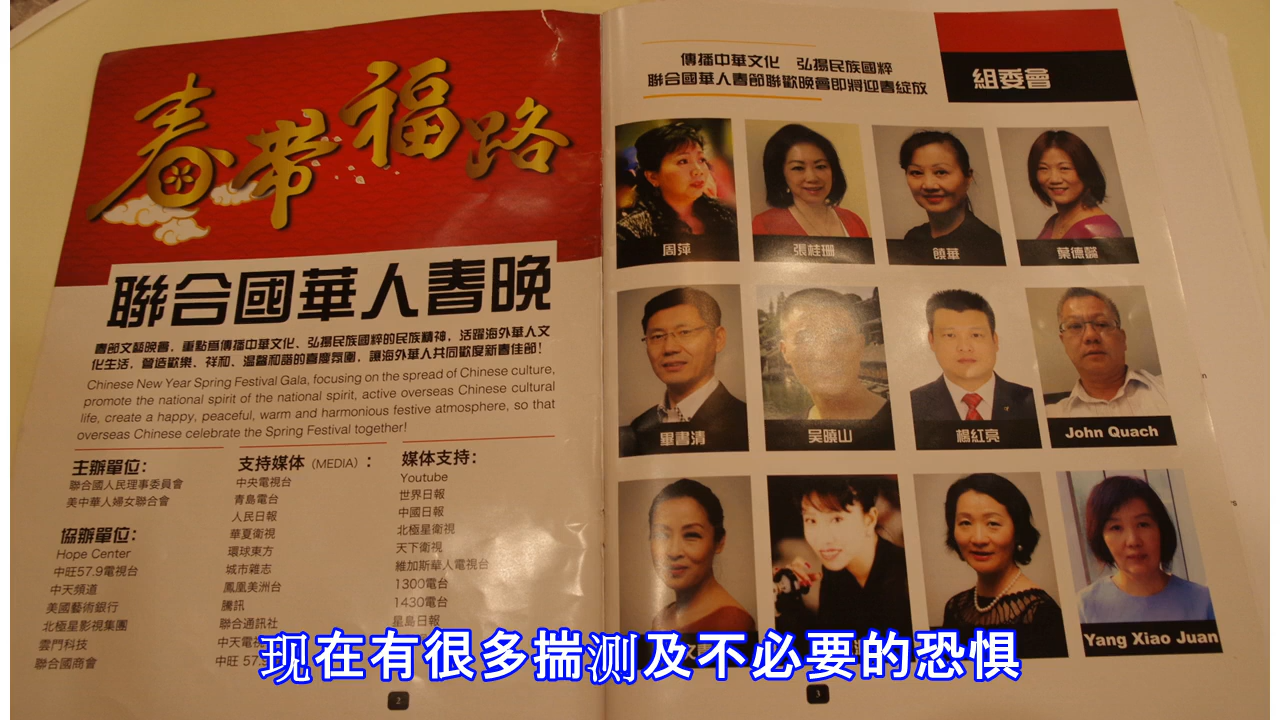 春帶福路
聯合國華人春晚
春節文藝晚會，重點為傳播中華文化、弘揚民族國粹的民族精神，活躍海外華人文
化生活，營造歡樂、祥和、溫馨和諧的喜慶氛圍，讓海外華人共同歡度新春佳節！
Chinese New Year Spring Festival Gala, focusing on the spread of Chinese culture,
promote the national spirit of the national spirit, active overseas Chinese cultural
life, create a happy, peaceful, warm and harmonious festive atmosphere, so that
overseas Chinese celebrate the Spring Festival together!
主辦單位：
聯合國人民理事委員會
美中華人婦女聯合會
協辦單位：
Hope Center
中旺57.9電視台
中天頻道
美國藝術銀行
北極星影視集團
雲門科技
聯合國商會
支持媒体（MEDIA）：
中央電視台
青島電台
人民日報
華夏衛視
環球東方
城市雜志
鳳凰美洲台
騰訊
聯合通訊社
中天電視
中旺 57.9
媒体支持：
Youtube
世界日報
中國日報
北極星衛視
天下衛視
維加斯華人電視台
1300電台
1430電台
星島日報
2
傳播中華文化　弘揚民族國粹
聯合國華人春節聯歡晚會即將迎春綻放
組委會
周萍
張桂珊
饒華
葉德馨
畢書清
吴曉山
楊紅亮
John Quach
Yang Xiao Juan
3
现在有很多揣测及不必要的恐惧